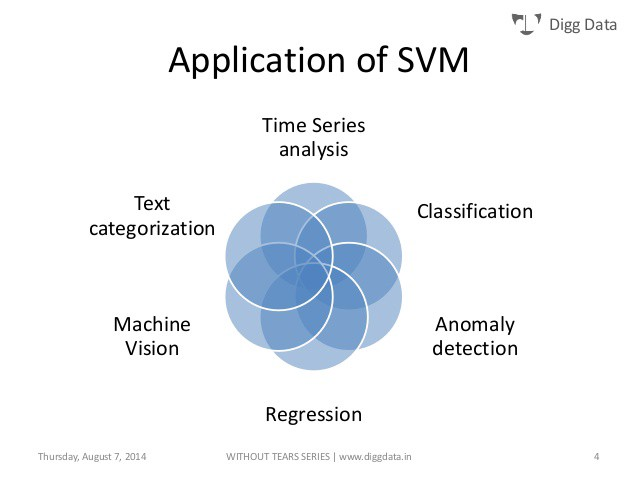 Digg Data
Application of SVM
Time Series
analysis
Text
categorization
Classification
Machine
Vision
Anomaly
detection
Regression
Thursday, August 7, 2014
WITHOUT TEARS SERIES | www.diggdata.in
4